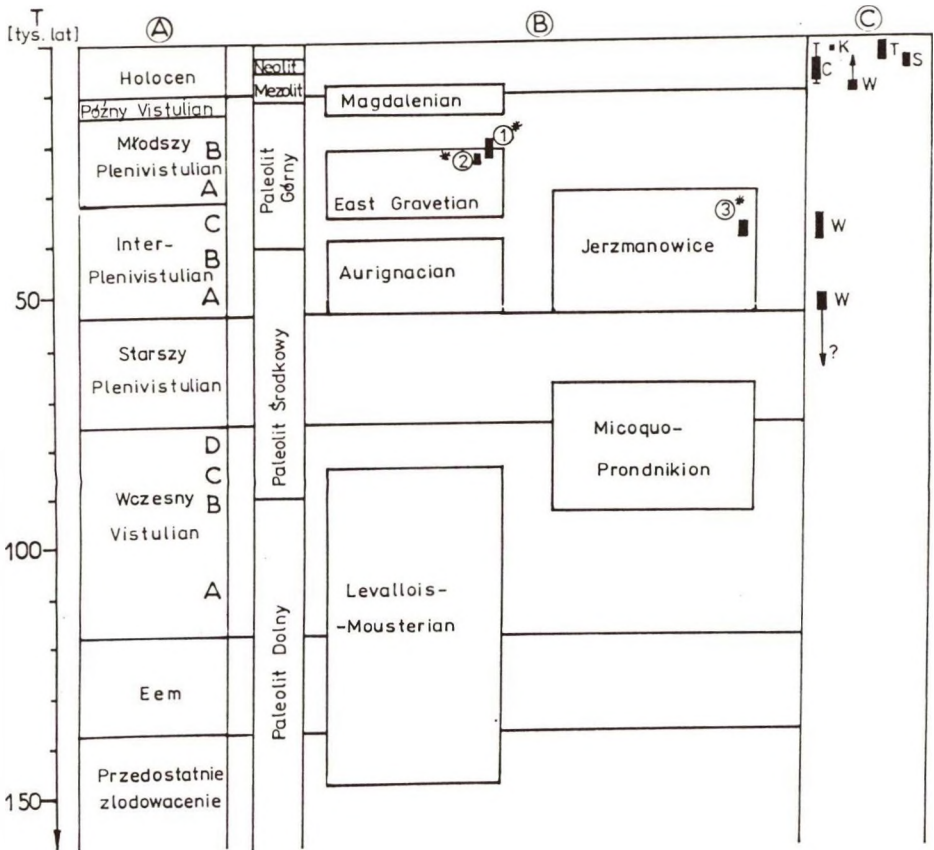 T
[tys. lat]
A
B
C
Holocen
Późny Vistulian
Młodszy B
Plenivistulian
A
C
Inter-
B
Plenivistulian
A
Starszy
Plenivistulian
D
C
Wczesny B
Vistulian
A
Eem
Przedostatnie
zlodowacenie
50
100
150
Neolit
Mezolit
Paleolit
Górny
Paleolit Środkowy
Paleolit Dolny
Magdalenian
1*
* 2
East Gravetian
Aurignacian
3*
Jerzmanowice
Micoquo-
Prondnikion
Levallois-
-Mousterian
K T
C S
W
W
W
?